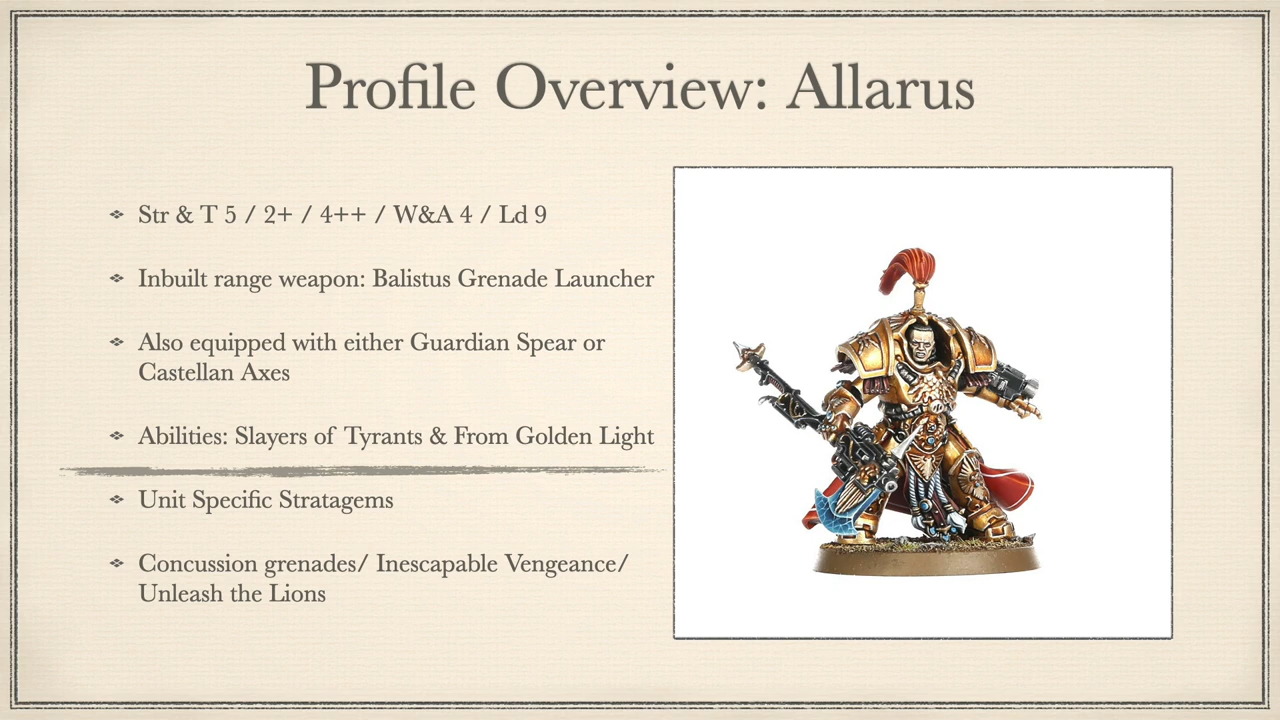 Profile Overview: Allarus
Str & T 5 / 2+ / 4++ / W&A 4 / Ld 9
Inbuilt range weapon: Balistus Grenade Launcher
Also equipped with either Guardian Spear or
Castellan Axes
Abilities: Slayers of Tyrants & From Golden Light
Unit Specific Stratagems
Concussion grenades/ Inescapable Vengeance/
Unleash the Lions